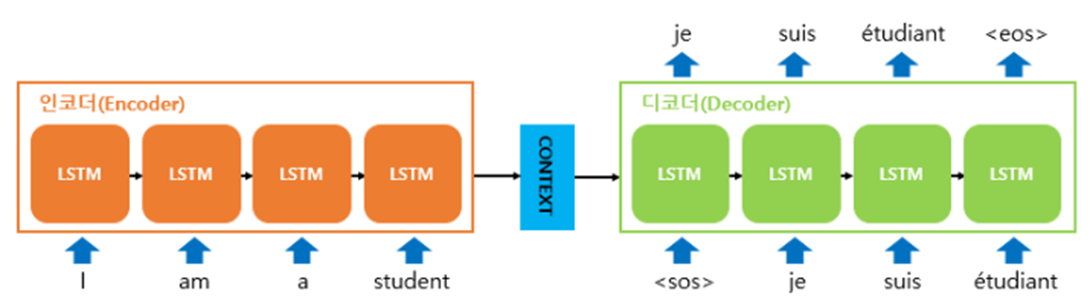 je suis étudiant <eos>
인코더(Encoder)
LSTM LSTM LSTM LSTM
CONTEXT
디코더(Decoder)
LSTM LSTM LSTM LSTM
I am a student
<sos> je suis étudiant